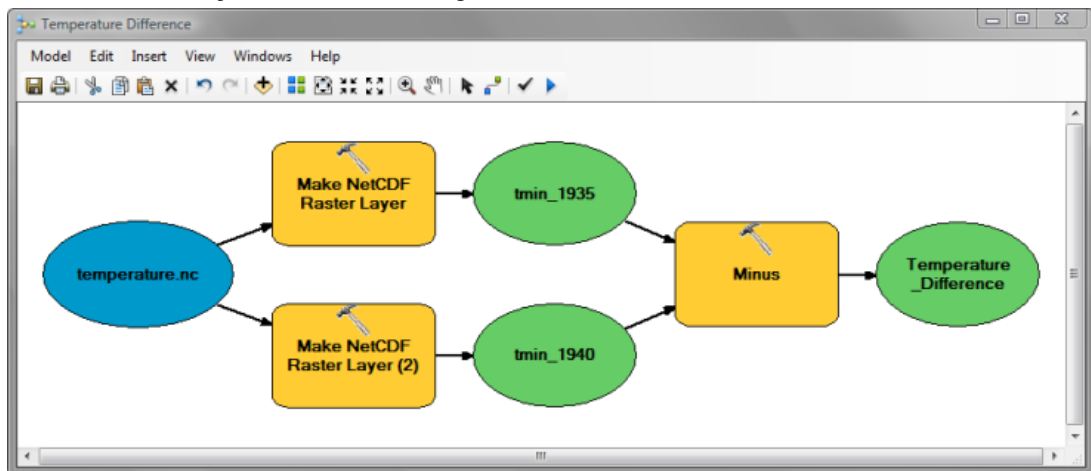 Temperature Difference
Model Edit Insert View Windows Help
Make NetCDF
Raster Layer
tmin_1935
temperature.nc
Minus
Temperature
_Difference
Make NetCDF
Raster Layer (2)
tmin_1940